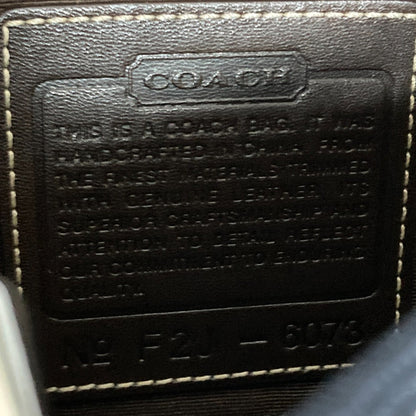 COACH
THIS IS A COACH BAG. IT WAS
HANDCRAFTED IN CHINA FROM
THE FINEST MATERIALS TRIMMED
WITH GENUINE LEATHER. ITS
SUPERIOR CRAFTSMANSHIP AND
ATTENTION TO DETAIL REFLECT
OUR COMMITMENT TO ENDURING
QUALITY.
No F2J - 6073